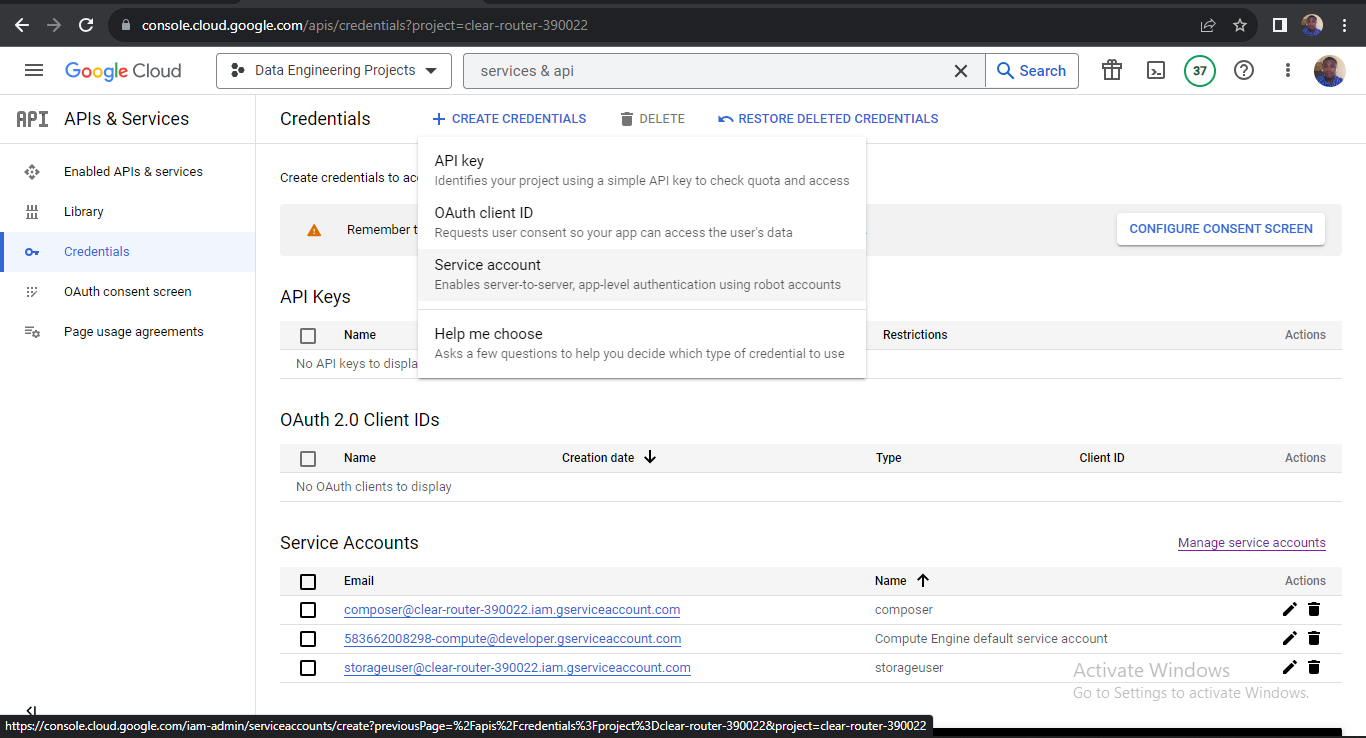 console.cloud.google.com/apis/credentials?project=clear-router-390022
Google Cloud
Data Engineering Projects
services & api
Search
37
API APIs & Services
Credentials
CREATE CREDENTIALS
DELETE
RESTORE DELETED CREDENTIALS
Enabled APIs & services
Library
Credentials
OAuth consent screen
Page usage agreements
Create credentials to acc
Remember t
CONFIGURE CONSENT SCREEN
API key
Identifies your project using a simple API key to check quota and access
OAuth client ID
Requests user consent so your app can access the user's data
Service account
Enables server-to-server, app-level authentication using robot accounts
Help me choose
Asks a few questions to help you decide which type of credential to use
API Keys
Name Restrictions Actions
No API keys to displa
OAuth 2.0 Client IDs
Name Creation date Type Client ID Actions
No OAuth clients to display
Service Accounts
Manage service accounts
Email Name Actions
composer@clear-router-390022.iam.gserviceaccount.com composer
583662008298-compute@developer.gserviceaccount.com Compute Engine default service account
storageuser@clear-router-390022.iam.gserviceaccount.com storageuser
Activate Windows
Go to Settings to activate Windows.
https://console.cloud.google.com/iam-admin/serviceaccounts/create?previousPage=%2Fapis%2Fcredentials%3Fproject%3Dclear-router-390022&project=clear-router-390022